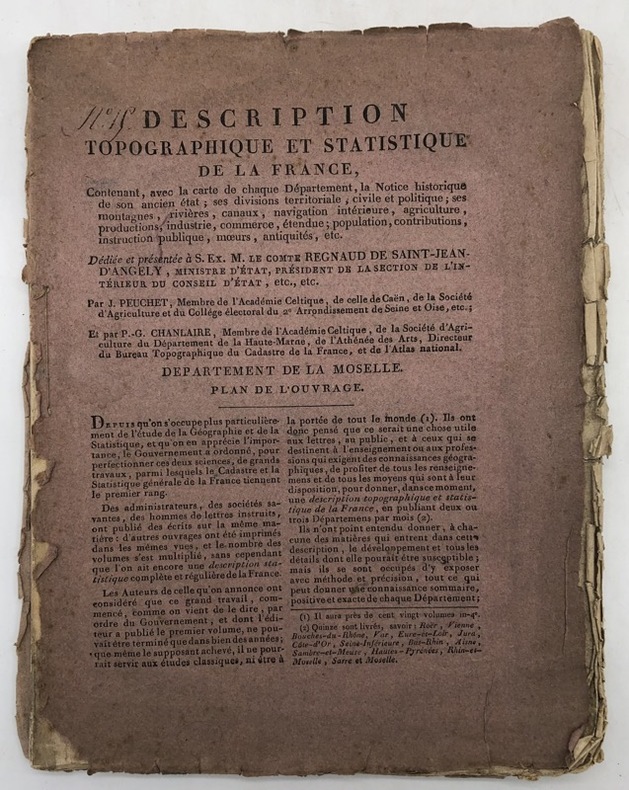 DESCRIPTION
TOPOGRAPHIQUE ET STATISTIQUE
DE LA FRANCE,
Contenant, avec la carte de chaque Département, la Notice historique
de son ancien état ; ses divisions territoriale, civile et politique ; ses
montagnes, rivières, canaux, navigation intérieure, agriculture,
productions, industrie, commerce, étendue ; population, contributions,
instruction publique, mœurs, antiquités, etc.
Dédiée et présentée à S. Ex. M. LE COMTE REGNAUD DE SAINT-JEAN-
D'ANGELY, MINISTRE D'ÉTAT, PRÉSIDENT DE LA SECTION DE L'IN-
TÉRIEUR DU CONSEIL D'ÉTAT, etc., etc.
Par J. PEUCHET, Membre de l'Académie Celtique, de celle de Caën, de la Société
d'Agriculture et du Collége électoral du 2e Arrondissement de Seine et Oise, etc.;
Et par P.-G. CHANLAIRE, Membre de l'Académie Celtique, de la Société d'Agri-
culture du Département de la Haute-Marne, de l'Athénée des Arts, Directeur
du Bureau Topographique du Cadastre de la France, et de l'Atlas national.
DEPARTEMENT DE LA MOSELLE.
PLAN DE L'OUVRAGE.
DEPUIS qu'on s'occupe plus particulière-
ment de l'étude de la Géographie et de la
Statistique, et qu'on en apprécie l'impor-
tance, le Gouvernement a ordonné, pour
perfectionner ces deux sciences, de grands
travaux, parmi lesquels le Cadastre et la
Statistique générale de la France tiennent
le premier rang.
Des administrateurs, des sociétés sa-
vantes, des hommes de lettres instruits,
ont publié des écrits sur la même ma-
tière : d'autres ouvrages ont été imprimés
dans les mêmes vues, et le nombre des
volumes s'est multiplié, sans cependant
que l'on ait encore une description sta-
tistique complète et régulière de la France.
Les Auteurs de celle qu'on annonce ont
considéré que ce grand travail, com-
mencé, comme on vient de le dire, par
ordre du Gouvernement ; et dont l'édi-
teur a publié le premier volume, ne pou-
vait être terminé que dans bien des années ;
que même le supposant achevé, il ne pour-
rait servir aux études classiques, ni être à
la portée de tout le monde (1). Ils ont
donc pensé que ce serait une chose utile
aux lettres, au public, et à ceux qui se
destinent à l'enseignement ou aux profes-
sions qui exigent des connaissances géogra-
phiques, de profiter de tous les renseigne-
mens et de tous les moyens qui sont à leur
disposition, pour donner, dans ce moment,
une description topographique et statis-
tique de la France, en publiant deux ou
trois Départemens par mois (2).
Ils n'ont point entendu donner, à cha-
cune des matières qui entrent dans cette
description, le développement et tous les
détails dont elle pourait être susceptible ;
mais ils se sont occupés d'y exposer
avec méthode et précision, tout ce qui
peut donner une connaissance sommaire,
positive et exacte de chaque Département ;
(1) Il aura près de cent vingt volumes in-4o.
(2) Quinze sont livrés, savoir : Roër, Vienne,
Bouches-du-Rhône, Var, Eure-et-Loir, Jura,
Côte-d'Or, Seine-Inférieure, Bas-Rhin, Aisne,
Sambre-et-Meuse, Hautes-Pyrénées, Rhin-et-
Moselle, Sarre et Moselle.